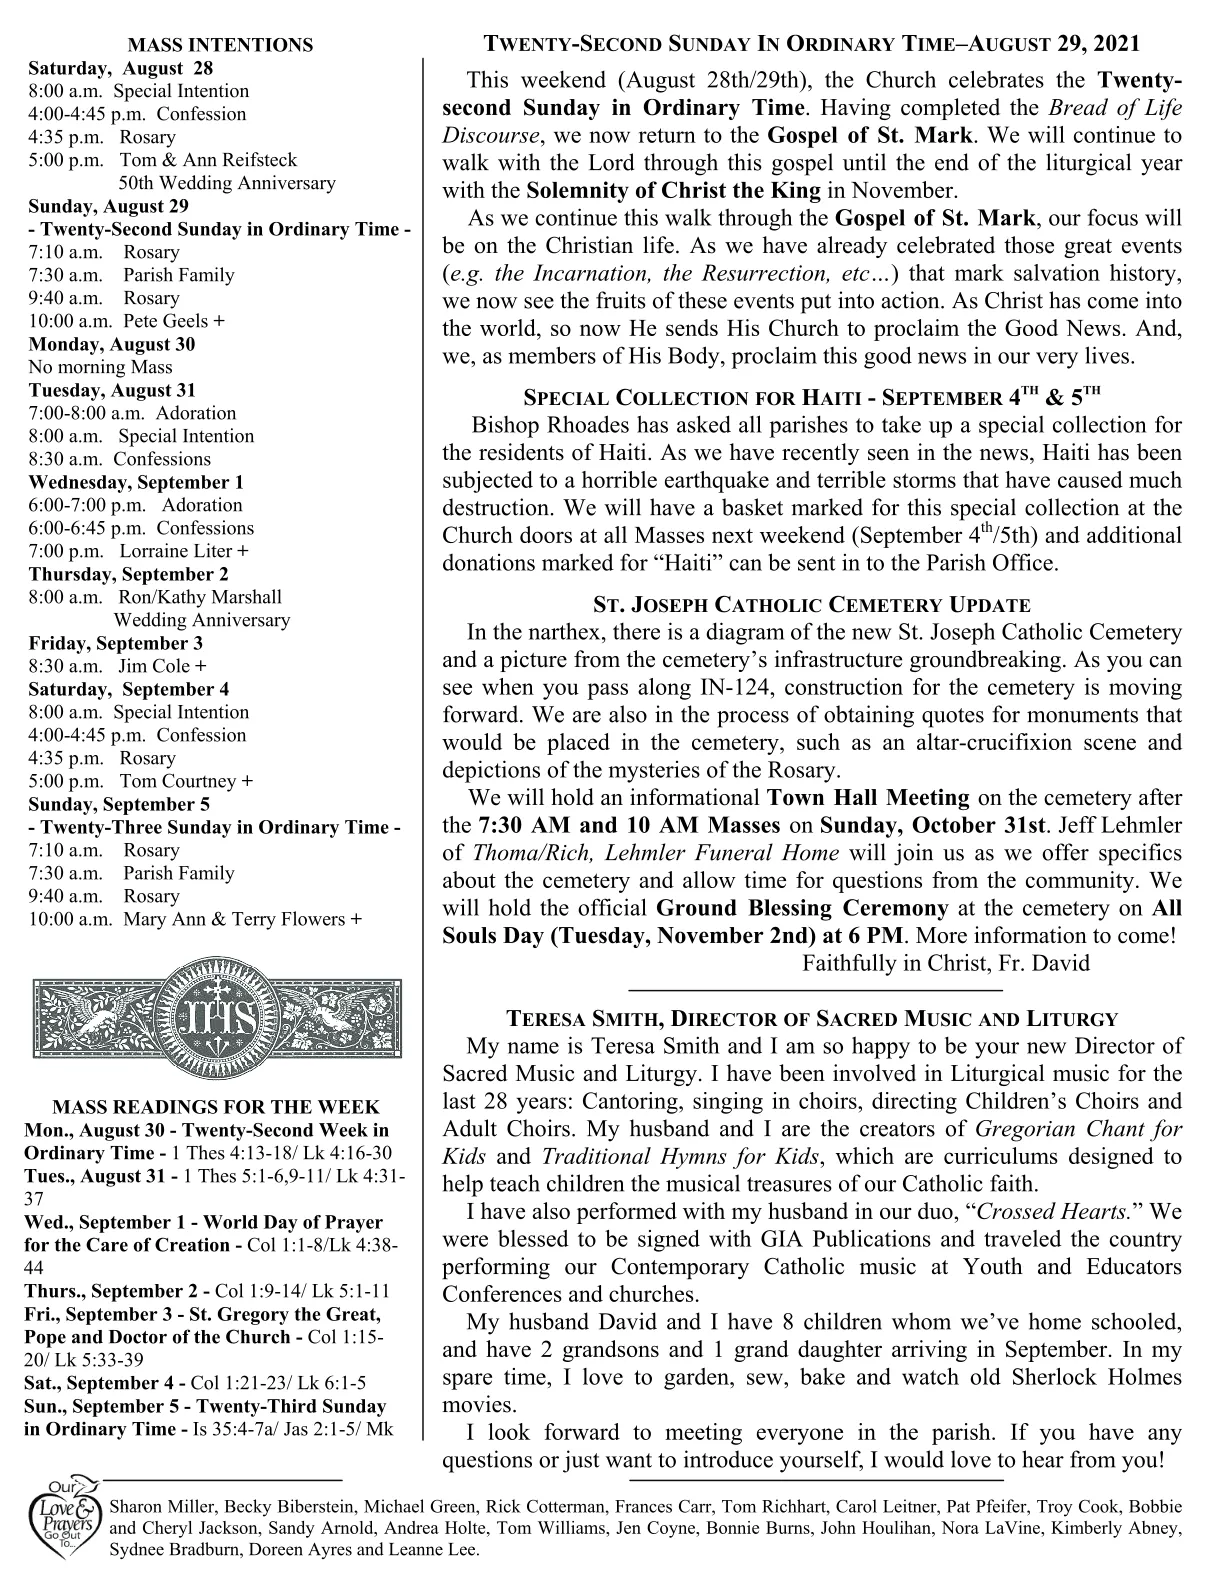 MASS INTENTIONS
Saturday,  August  28
8:00 a.m.  Special Intention
4:00-4:45 p.m.  Confession
4:35 p.m.   Rosary
5:00 p.m.   Tom & Ann Reifsteck
50th Wedding Anniversary
Sunday, August 29
- Twenty-Second Sunday in Ordinary Time -
7:10 a.m.    Rosary
7:30 a.m.    Parish Family
9:40 a.m.    Rosary
10:00 a.m.  Pete Geels +
Monday, August 30
No morning Mass
Tuesday, August 31
7:00-8:00 a.m.  Adoration
8:00 a.m.   Special Intention
8:30 a.m.  Confessions
Wednesday, September 1
6:00-7:00 p.m.   Adoration
6:00-6:45 p.m.  Confessions
7:00 p.m.   Lorraine Liter +
Thursday, September 2
8:00 a.m.   Ron/Kathy Marshall
Wedding Anniversary
Friday, September 3
8:30 a.m.   Jim Cole +
Saturday,  September 4
8:00 a.m.  Special Intention
4:00-4:45 p.m.  Confession
4:35 p.m.   Rosary
5:00 p.m.   Tom Courtney +
Sunday, September 5
- Twenty-Three Sunday in Ordinary Time -
7:10 a.m.    Rosary
7:30 a.m.    Parish Family
9:40 a.m.    Rosary
10:00 a.m.  Mary Ann & Terry Flowers +
IHS
MASS READINGS FOR THE WEEK
Mon., August 30 - Twenty-Second Week in
Ordinary Time - 1 Thes 4:13-18/ Lk 4:16-30
Tues., August 31 - 1 Thes 5:1-6,9-11/ Lk 4:31-
37
Wed., September 1 - World Day of Prayer
for the Care of Creation - Col 1:1-8/Lk 4:38-
44
Thurs., September 2 - Col 1:9-14/ Lk 5:1-11
Fri., September 3 - St. Gregory the Great,
Pope and Doctor of the Church - Col 1:15-
20/ Lk 5:33-39
Sat., September 4 - Col 1:21-23/ Lk 6:1-5
Sun., September 5 - Twenty-Third Sunday
in Ordinary Time - Is 35:4-7a/ Jas 2:1-5/ Mk
TWENTY-SECOND SUNDAY IN ORDINARY TIME–AUGUST 29, 2021
This weekend (August 28th/29th), the Church celebrates the Twenty-
second Sunday in Ordinary Time. Having completed the Bread of Life
Discourse, we now return to the Gospel of St. Mark. We will continue to
walk with the Lord through this gospel until the end of the liturgical year
with the Solemnity of Christ the King in November.
As we continue this walk through the Gospel of St. Mark, our focus will
be on the Christian life. As we have already celebrated those great events
(e.g. the Incarnation, the Resurrection, etc…) that mark salvation history,
we now see the fruits of these events put into action. As Christ has come into
the world, so now He sends His Church to proclaim the Good News. And,
we, as members of His Body, proclaim this good news in our very lives.
SPECIAL COLLECTION FOR HAITI - SEPTEMBER 4TH & 5TH
Bishop Rhoades has asked all parishes to take up a special collection for
the residents of Haiti. As we have recently seen in the news, Haiti has been
subjected to a horrible earthquake and terrible storms that have caused much
destruction. We will have a basket marked for this special collection at the
Church doors at all Masses next weekend (September 4th/5th) and additional
donations marked for “Haiti” can be sent in to the Parish Office.
ST. JOSEPH CATHOLIC CEMETERY UPDATE
In the narthex, there is a diagram of the new St. Joseph Catholic Cemetery
and a picture from the cemetery’s infrastructure groundbreaking. As you can
see when you pass along IN-124, construction for the cemetery is moving
forward. We are also in the process of obtaining quotes for monuments that
would be placed in the cemetery, such as an altar-crucifixion scene and
depictions of the mysteries of the Rosary.
We will hold an informational Town Hall Meeting on the cemetery after
the 7:30 AM and 10 AM Masses on Sunday, October 31st. Jeff Lehmler
of Thoma/Rich, Lehmler Funeral Home will join us as we offer specifics
about the cemetery and allow time for questions from the community. We
will hold the official Ground Blessing Ceremony at the cemetery on All
Souls Day (Tuesday, November 2nd) at 6 PM. More information to come!
Faithfully in Christ, Fr. David
TERESA SMITH, DIRECTOR OF SACRED MUSIC AND LITURGY
My name is Teresa Smith and I am so happy to be your new Director of
Sacred Music and Liturgy. I have been involved in Liturgical music for the
last 28 years: Cantoring, singing in choirs, directing Children’s Choirs and
Adult Choirs. My husband and I are the creators of Gregorian Chant for
Kids and Traditional Hymns for Kids, which are curriculums designed to
help teach children the musical treasures of our Catholic faith.
I have also performed with my husband in our duo, “Crossed Hearts.” We
were blessed to be signed with GIA Publications and traveled the country
performing our Contemporary Catholic music at Youth and Educators
Conferences and churches.
My husband David and I have 8 children whom we’ve home schooled,
and have 2 grandsons and 1 grand daughter arriving in September. In my
spare time, I love to garden, sew, bake and watch old Sherlock Holmes
movies.
I look forward to meeting everyone in the parish. If you have any
questions or just want to introduce yourself, I would love to hear from you!
Our
Love &
Prayers
Go Out
To...
Sharon Miller, Becky Biberstein, Michael Green, Rick Cotterman, Frances Carr, Tom Richhart, Carol Leitner, Pat Pfeifer, Troy Cook, Bobbie
and Cheryl Jackson, Sandy Arnold, Andrea Holte, Tom Williams, Jen Coyne, Bonnie Burns, John Houlihan, Nora LaVine, Kimberly Abney,
Sydnee Bradburn, Doreen Ayres and Leanne Lee.